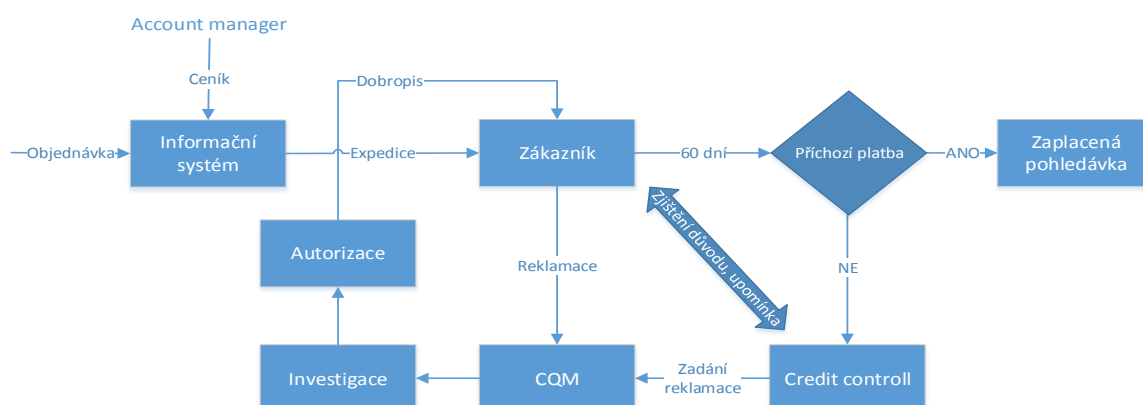 Account manager
Ceník
Dobropis
Objednávka
Informační
systém
Expedice
Zákazník
60 dní
Příchozí platba
ANO
Zaplacená
pohledávka
Zjištění důvodu, upomínka
Autorizace
Reklamace
NE
Investigace
CQM
Zadání
reklamace
Credit controll